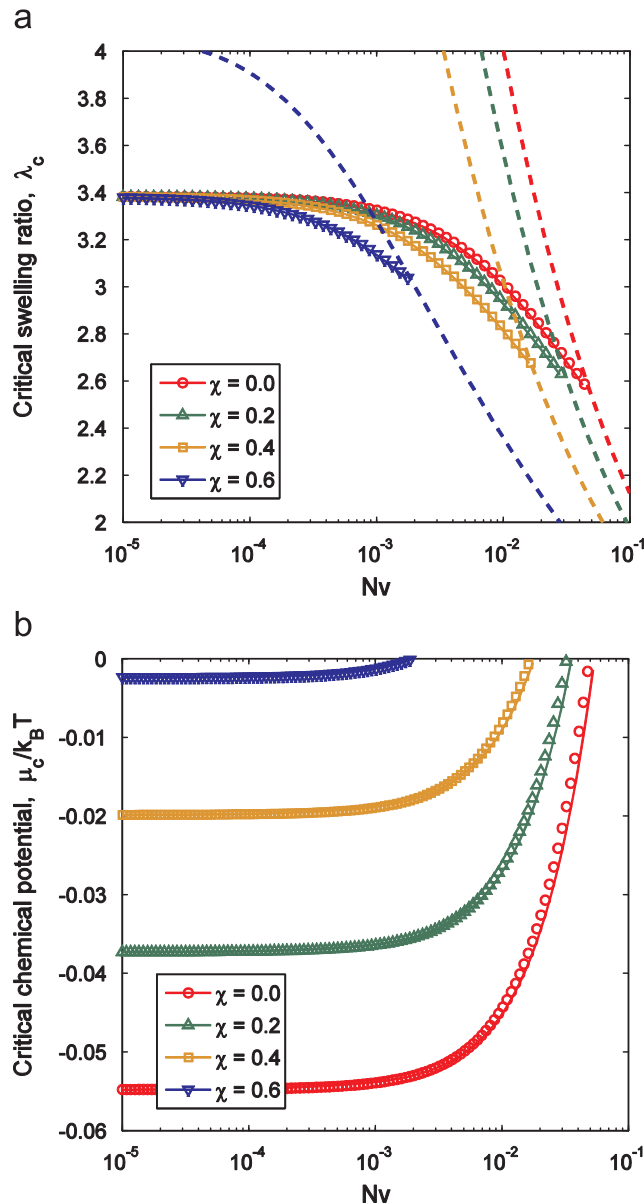 a
4
3.8
3.6
3.4
3.2
3
2.8
2.6
2.4
2.2
2
Critical swelling ratio, λc
χ = 0.0
χ = 0.2
χ = 0.4
χ = 0.6
10-5 10-4 10-3 10-2 10-1
Nv
b
0
-0.01
-0.02
-0.03
-0.04
-0.05
-0.06
Critical chemical potential, μc/kBT
χ = 0.0
χ = 0.2
χ = 0.4
χ = 0.6
10-5 10-4 10-3 10-2 10-1
Nv